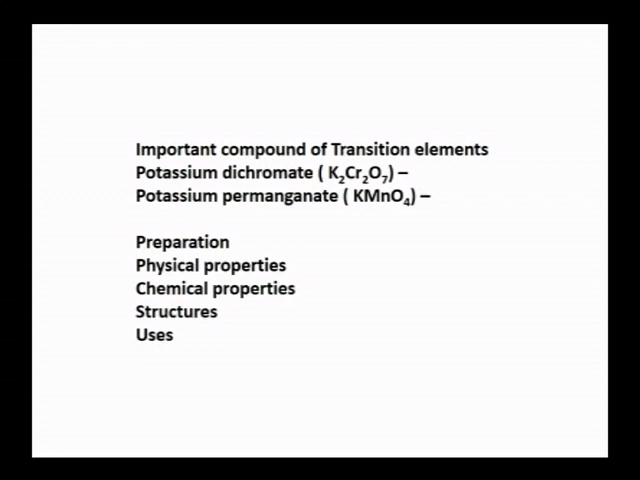 Important compound of Transition elements
Potassium dichromate ( K₂Cr₂O₇) –
Potassium permanganate ( KMnO₄) –
Preparation
Physical properties
Chemical properties
Structures
Uses